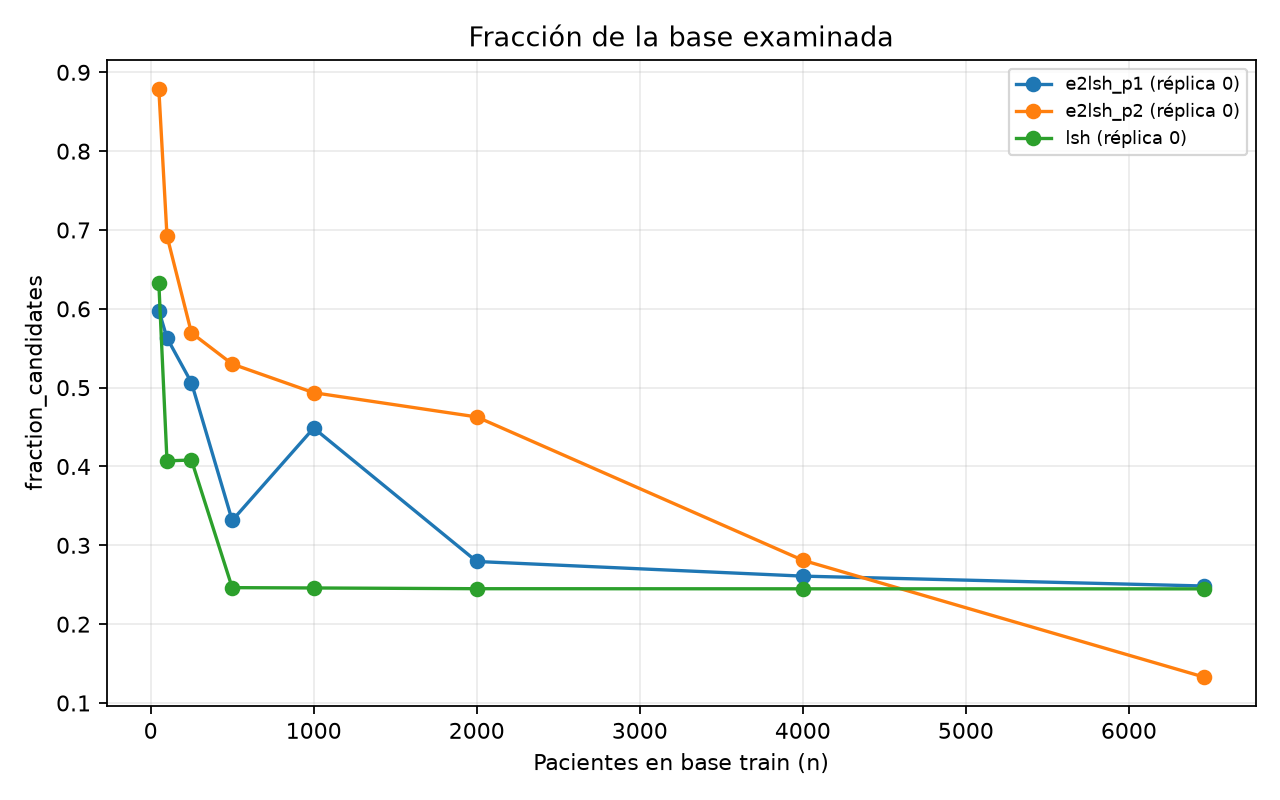 Fracción de la base examinada
e2lsh_p1 (réplica 0)
e2lsh_p2 (réplica 0)
lsh (réplica 0)
fraction_candidates
0.9
0.8
0.7
0.6
0.5
0.4
0.3
0.2
0.1
0 1000 2000 3000 4000 5000 6000
Pacientes en base train (n)